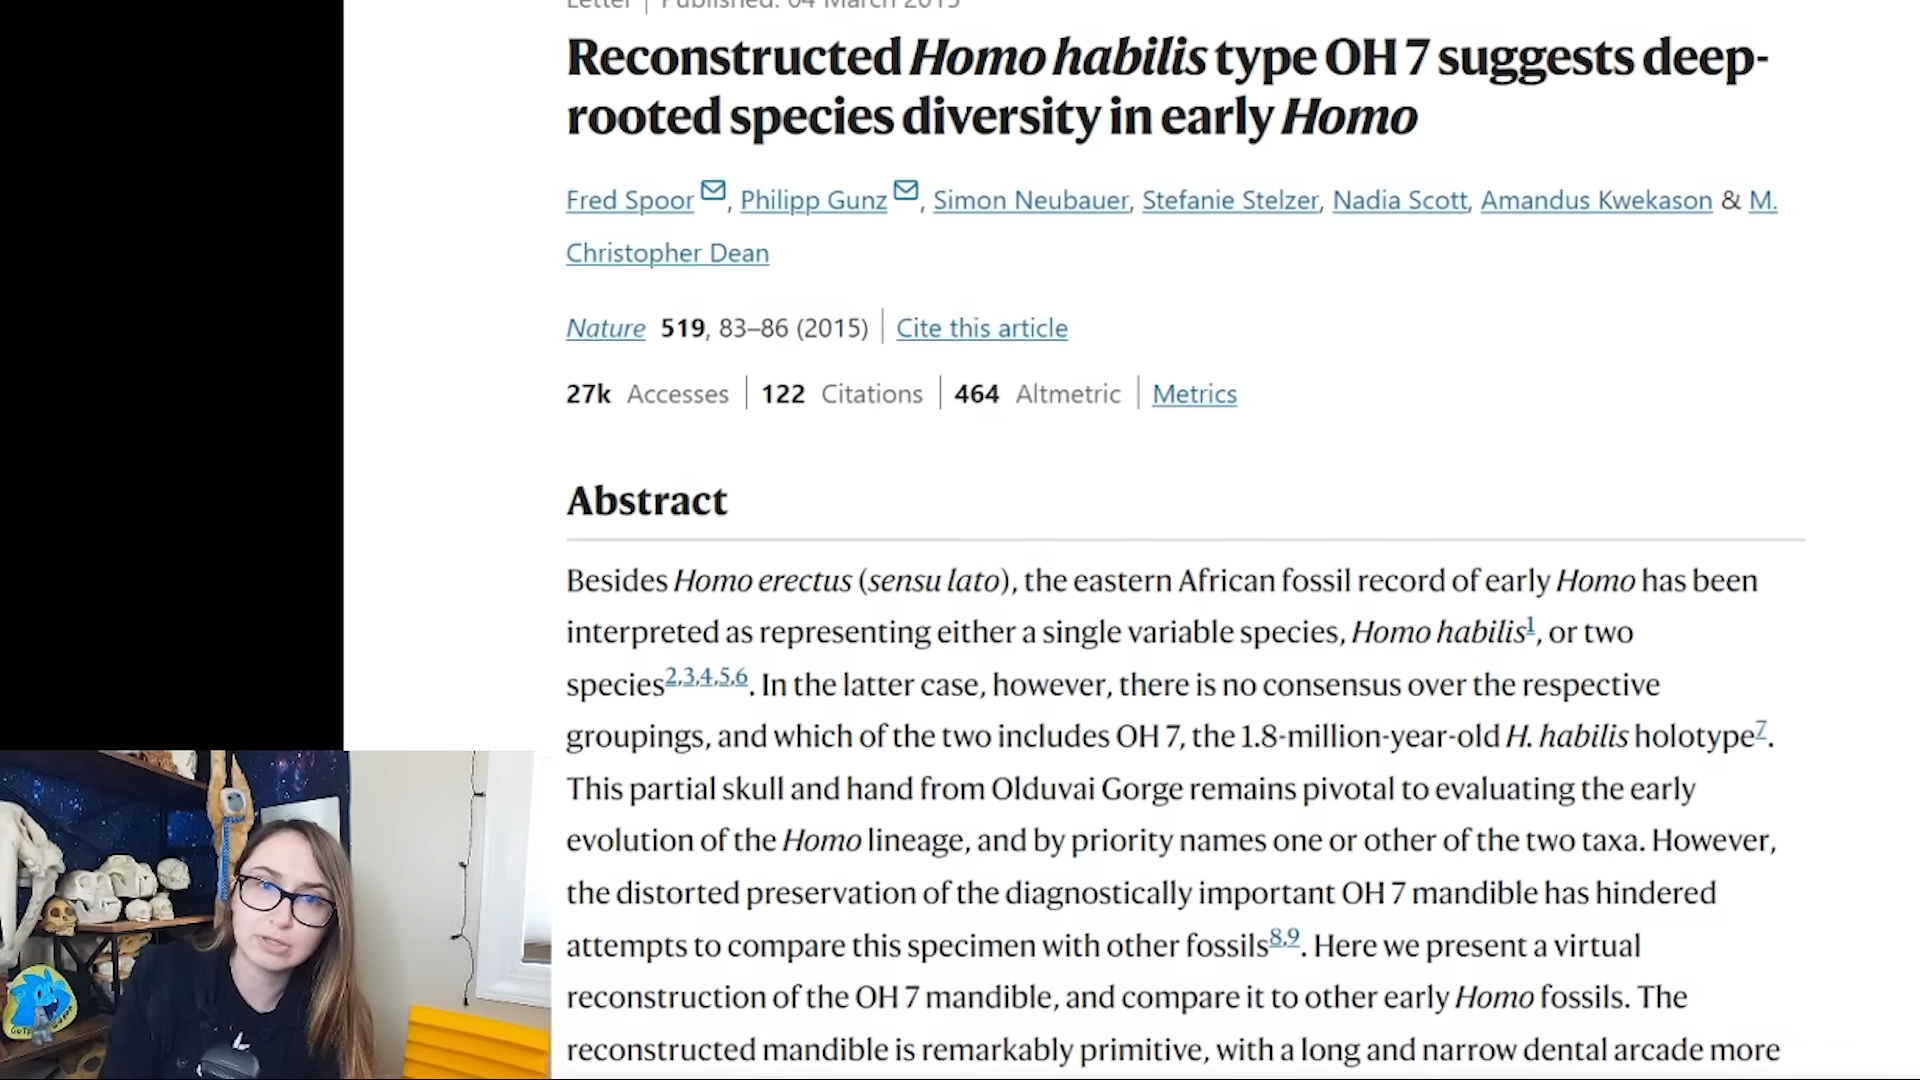 Letter | Published: 04 March 2015
Reconstructed Homo habilis type OH 7 suggests deep-
rooted species diversity in early Homo
Fred Spoor, Philipp Gunz, Simon Neubauer, Stefanie Stelzer, Nadia Scott, Amandus Kwekason & M.
Christopher Dean
Nature 519, 83–86 (2015) | Cite this article
27k Accesses | 122 Citations | 464 Altmetric | Metrics
Abstract
Besides Homo erectus (sensu lato), the eastern African fossil record of early Homo has been
interpreted as representing either a single variable species, Homo habilis1, or two
species2,3,4,5,6. In the latter case, however, there is no consensus over the respective
groupings, and which of the two includes OH 7, the 1.8-million-year-old H. habilis holotype7.
This partial skull and hand from Olduvai Gorge remains pivotal to evaluating the early
evolution of the Homo lineage, and by priority names one or other of the two taxa. However,
the distorted preservation of the diagnostically important OH 7 mandible has hindered
attempts to compare this specimen with other fossils8,9. Here we present a virtual
reconstruction of the OH 7 mandible, and compare it to other early Homo fossils. The
reconstructed mandible is remarkably primitive, with a long and narrow dental arcade more